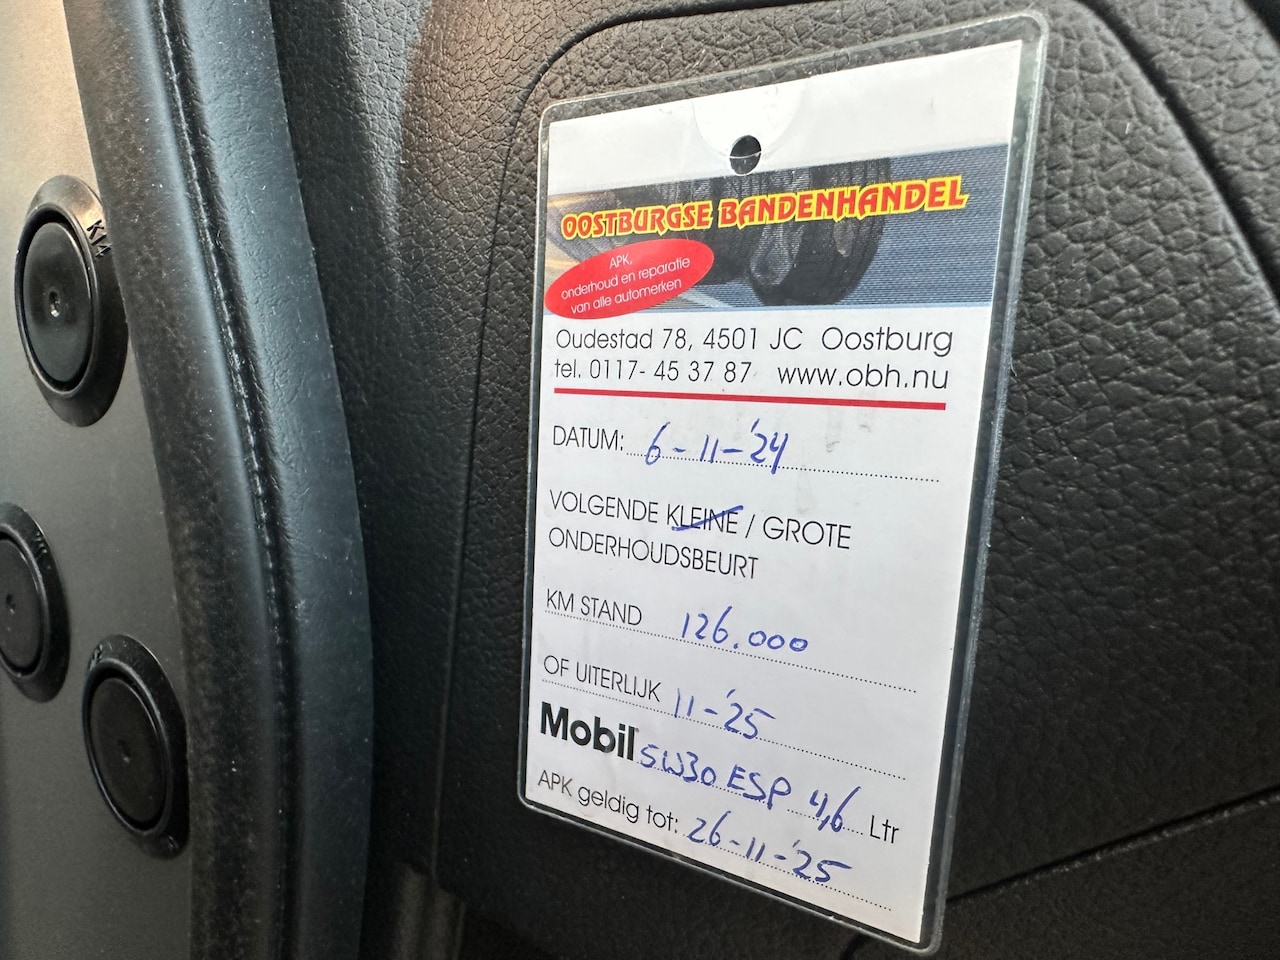 OOSTBURGSE BANDENHANDEL
APK,
onderhoud en reparatie
van alle automerken
Oudestad 78, 4501 JC Oostburg
tel. 0117- 45 37 87 www.obh.nu
DATUM: 6-11-'24
VOLGENDE KLEINE / GROTE
ONDERHOUDSBEURT
KM STAND 126.000
OF UITERLIJK 11-'25
Mobil 5W30 ESP 4,6 Ltr
APK geldig tot: 26-11-'25
K14